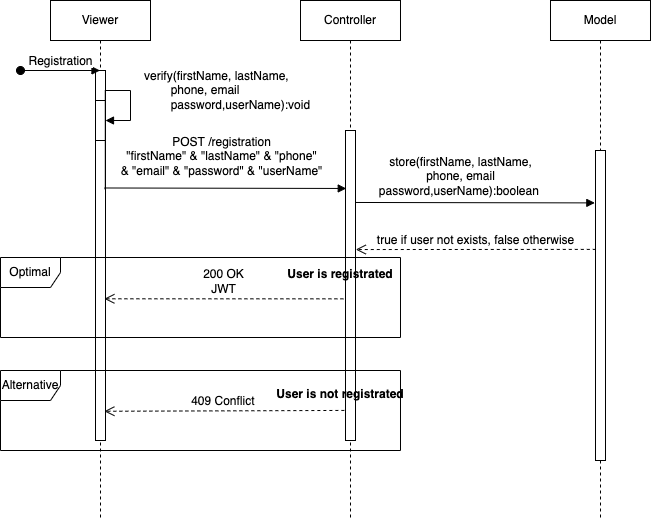 Viewer
Controller
Model
Registration
verify(firstName, lastName,
phone, email
password,userName):void
POST /registration
"firstName" & "lastName" & "phone"
& "email" & "password" & "userName"
store(firstName, lastName,
phone, email
password,userName):boolean
true if user not exists, false otherwise
Optimal
200 OK
JWT
User is registrated
Alternative
User is not registrated
409 Conflict